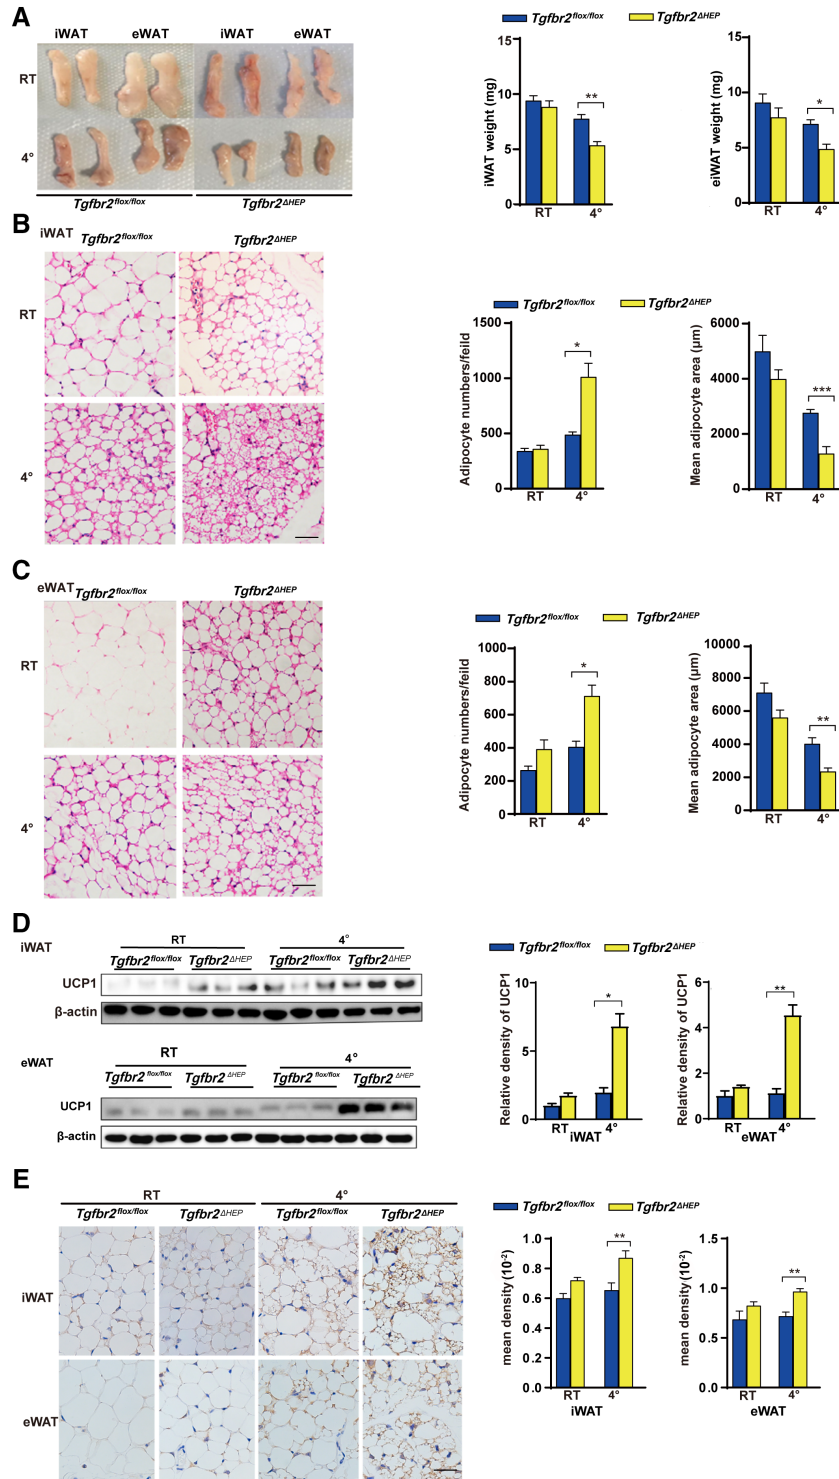 A
iWAT eWAT iWAT eWAT
RT
4°
Tgfbr2flox/flox Tgfbr2ΔHEP
Tgfbr2flox/flox Tgfbr2ΔHEP
iWAT weight (mg)
15
10
5
0
RT 4°
**
eiWAT weight (mg)
15
10
5
0
RT 4°
*
B
iWAT Tgfbr2flox/flox Tgfbr2ΔHEP
RT
4°
Tgfbr2flox/flox Tgfbr2ΔHEP
Adipocyte numbers/feild
1500
1000
500
0
RT 4°
*
Mean adipocyte area (μm)
6000
4000
2000
0
RT 4°
***
C
eWAT Tgfbr2flox/flox Tgfbr2ΔHEP
RT
4°
Tgfbr2flox/flox Tgfbr2ΔHEP
Adipocyte numbers/feild
1000
800
600
400
200
0
RT 4°
*
Mean adipocyte area (μm)
10000
8000
6000
4000
2000
0
RT 4°
**
D
iWAT
RT 4°
Tgfbr2flox/flox Tgfbr2ΔHEP Tgfbr2flox/flox Tgfbr2ΔHEP
UCP1
β-actin
eWAT
RT 4°
Tgfbr2flox/flox Tgfbr2ΔHEP Tgfbr2flox/flox Tgfbr2ΔHEP
UCP1
β-actin
Tgfbr2flox/flox Tgfbr2ΔHEP
Relative density of UCP1
10
5
0
RT 4°
iWAT
*
Relative density of UCP1
6
4
2
0
RT 4°
eWAT
**
E
RT 4°
Tgfbr2flox/flox Tgfbr2ΔHEP Tgfbr2flox/flox Tgfbr2ΔHEP
iWAT
eWAT
Tgfbr2flox/flox Tgfbr2ΔHEP
mean density (10-2)
1.0
0.8
0.6
0.4
0.2
0.0
RT 4°
iWAT
**
mean density (10-2)
1.5
1.0
0.5
0.0
RT 4°
eWAT
**